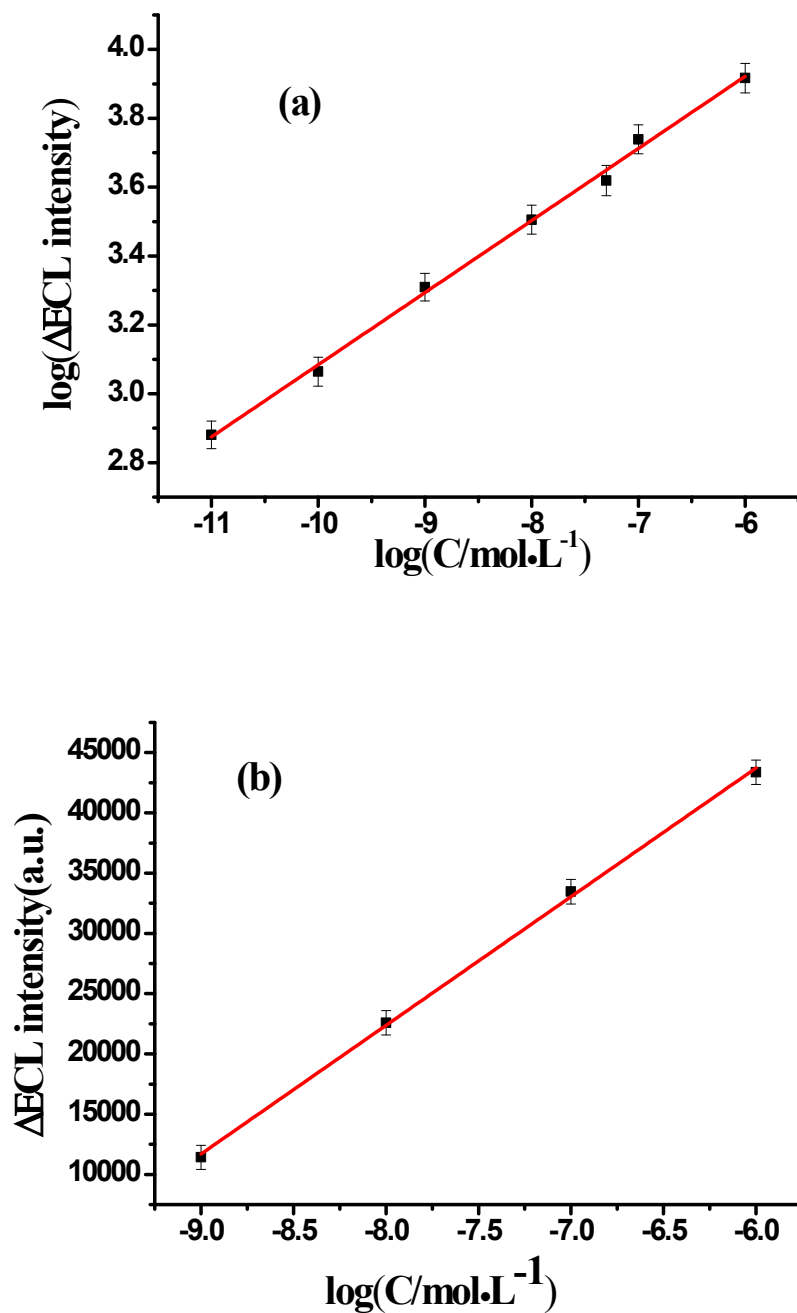 (a)
log(ΔECL intensity)
4.0
3.8
3.6
3.4
3.2
3.0
2.8
-11 -10 -9 -8 -7 -6
log(C/mol•L-1)
(b)
ΔECL intensity(a.u.)
45000
40000
35000
30000
25000
20000
15000
10000
-9.0 -8.5 -8.0 -7.5 -7.0 -6.5 -6.0
log(C/mol•L-1)